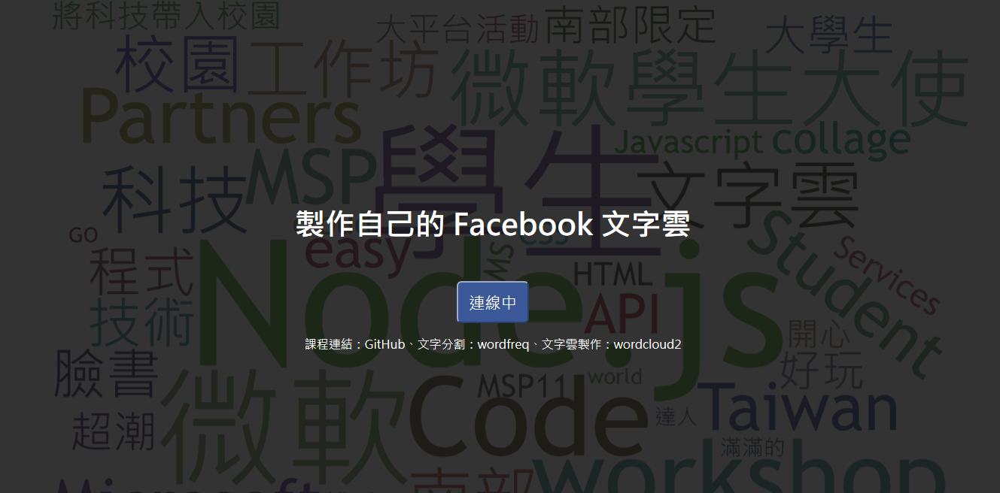 將科技帶入校園
大平台活動
南部限定
大學生
校園
工作坊
微軟學生大使
Partners
Javascript
collage
MSP
學生
科技
文字雲
製作自己的 Facebook 文字雲
GO
easy
MS
css
Student
Services
程式
Node.js
HTML
連線中
API
技術
開心
課程連結：GitHub、文字分割：wordfreq、文字雲製作：wordcloud2
臉書
好玩
微軟
Code
MSP11
world
達人
Taiwan
超潮
滿滿的
Microsoft
南部
workshop